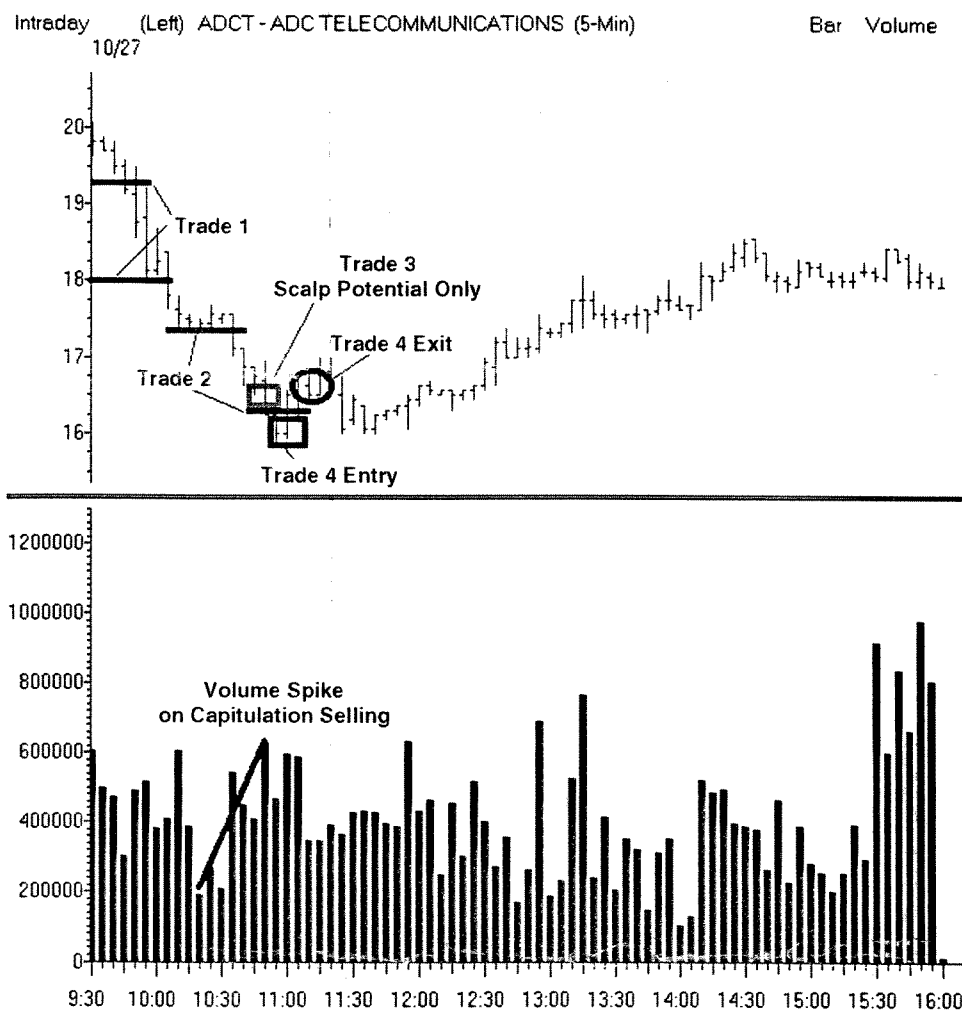 Intraday (Left) ADCT - ADC TELECOMMUNICATIONS (5-Min) Bar Volume
10/27
20
19
Trade 1
18
Trade 3
Scalp Potential Only
Trade 4 Exit
17
Trade 2
16
Trade 4 Entry
1200000
1000000
800000
Volume Spike
on Capitulation Selling
600000
400000
200000
0
9:30 10:00 10:30 11:00 11:30 12:00 12:30 13:00 13:30 14:00 14:30 15:00 15:30 16:00